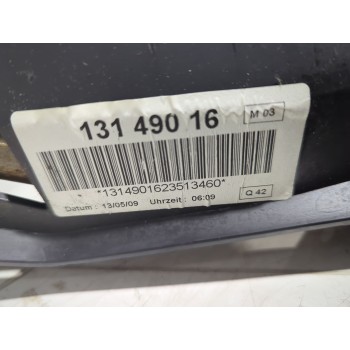 131 490 16 M 03
*1314901623513460*
Datum : 13/05/09 Uhrzeit : 06:09 Q 42